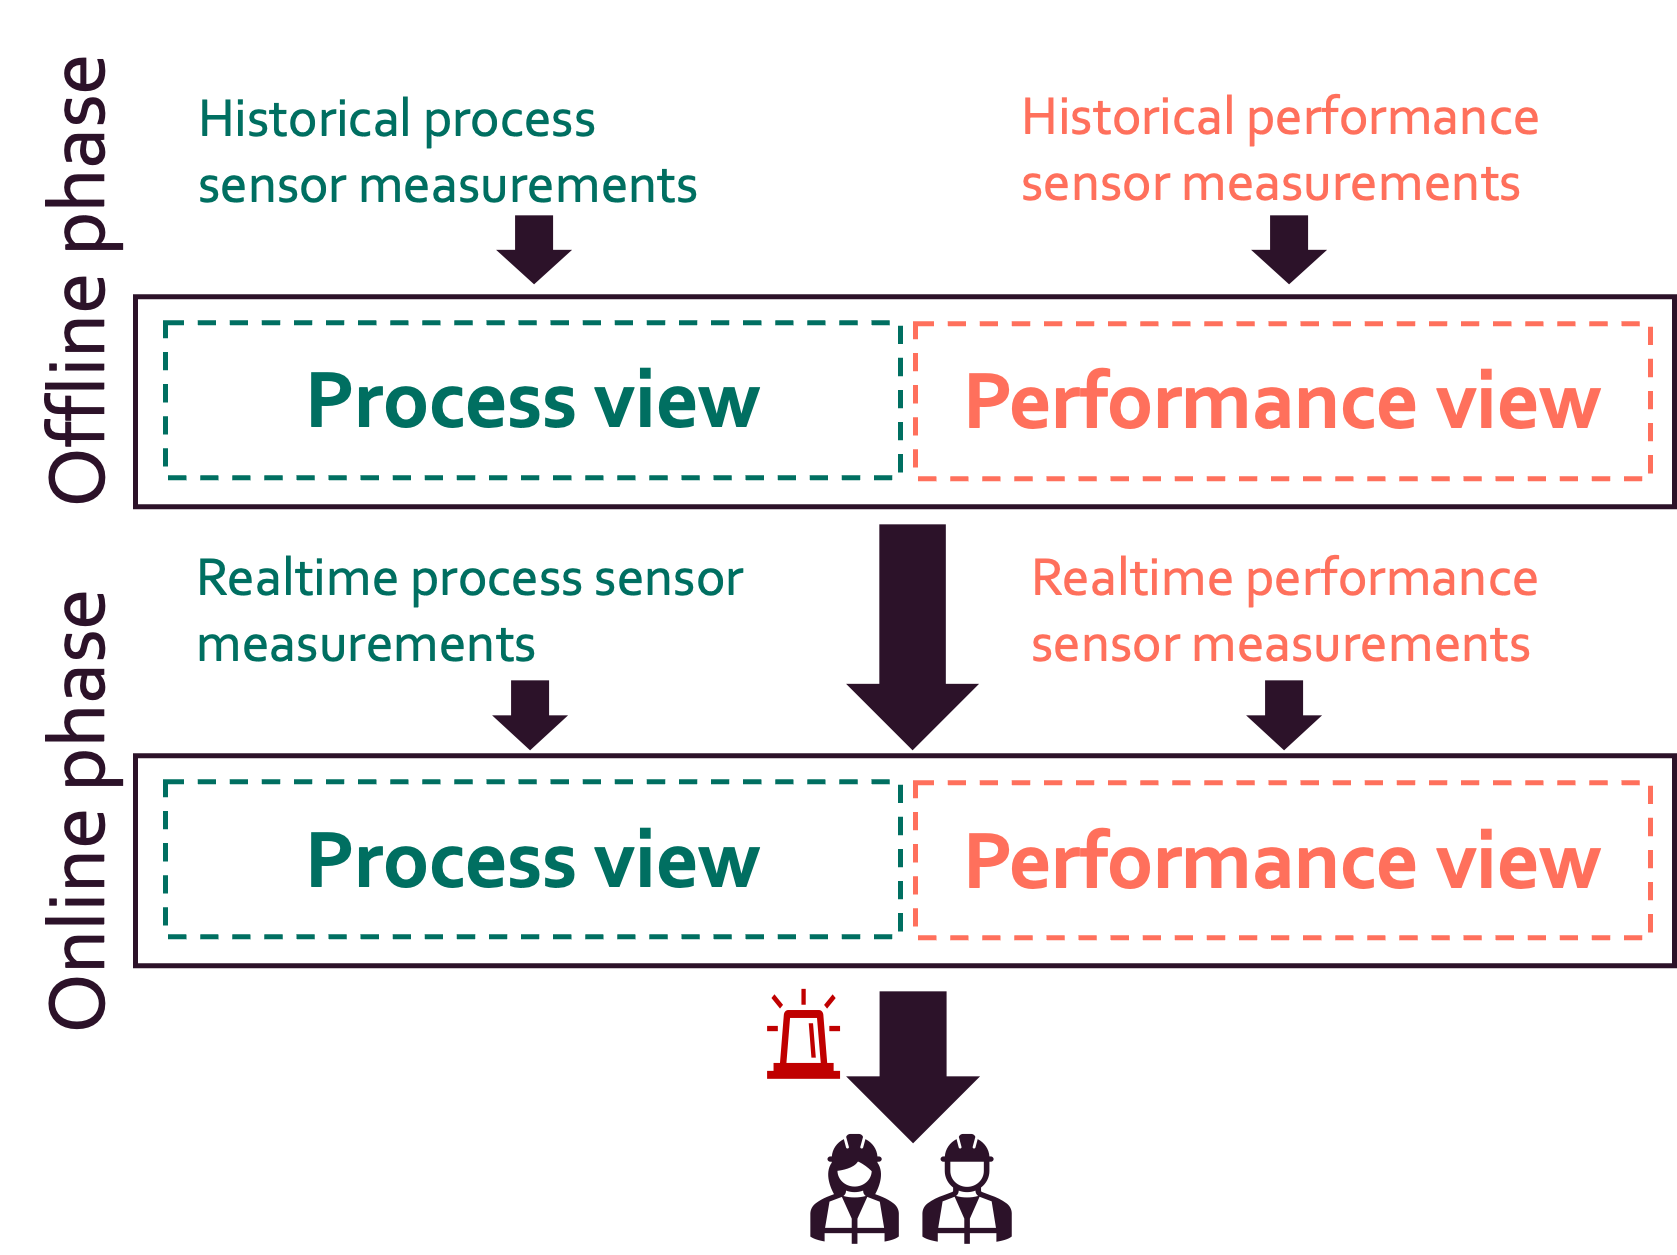 Offline phase
Historical process
sensor measurements
Historical performance
sensor measurements
Process view
Performance view
Online phase
Realtime process sensor
measurements
Realtime performance
sensor measurements
Process view
Performance view